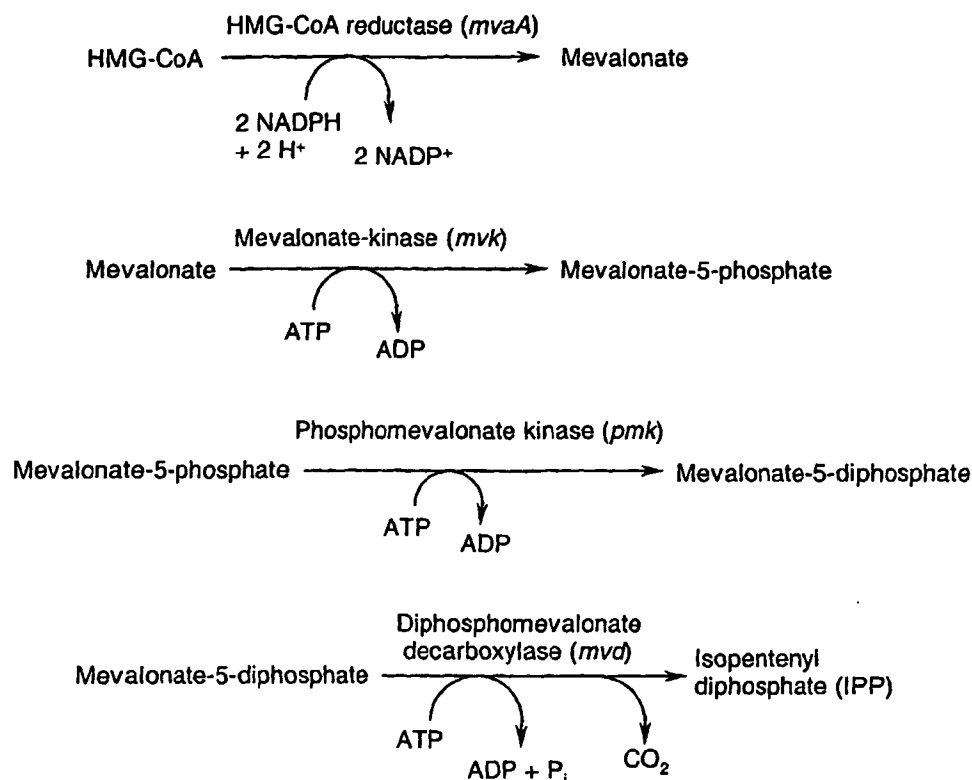 HMG-CoA reductase (mvaA)
HMG-CoA
Mevalonate
2 NADPH
+ 2 H⁺
2 NADP⁺
Mevalonate-kinase (mvk)
Mevalonate
Mevalonate-5-phosphate
ATP
ADP
Phosphomevalonate kinase (pmk)
Mevalonate-5-phosphate
Mevalonate-5-diphosphate
ATP
ADP
Diphosphomevalonate
decarboxylase (mvd)
Mevalonate-5-diphosphate
Isopentenyl
diphosphate (IPP)
ATP
ADP + Pᵢ
CO₂